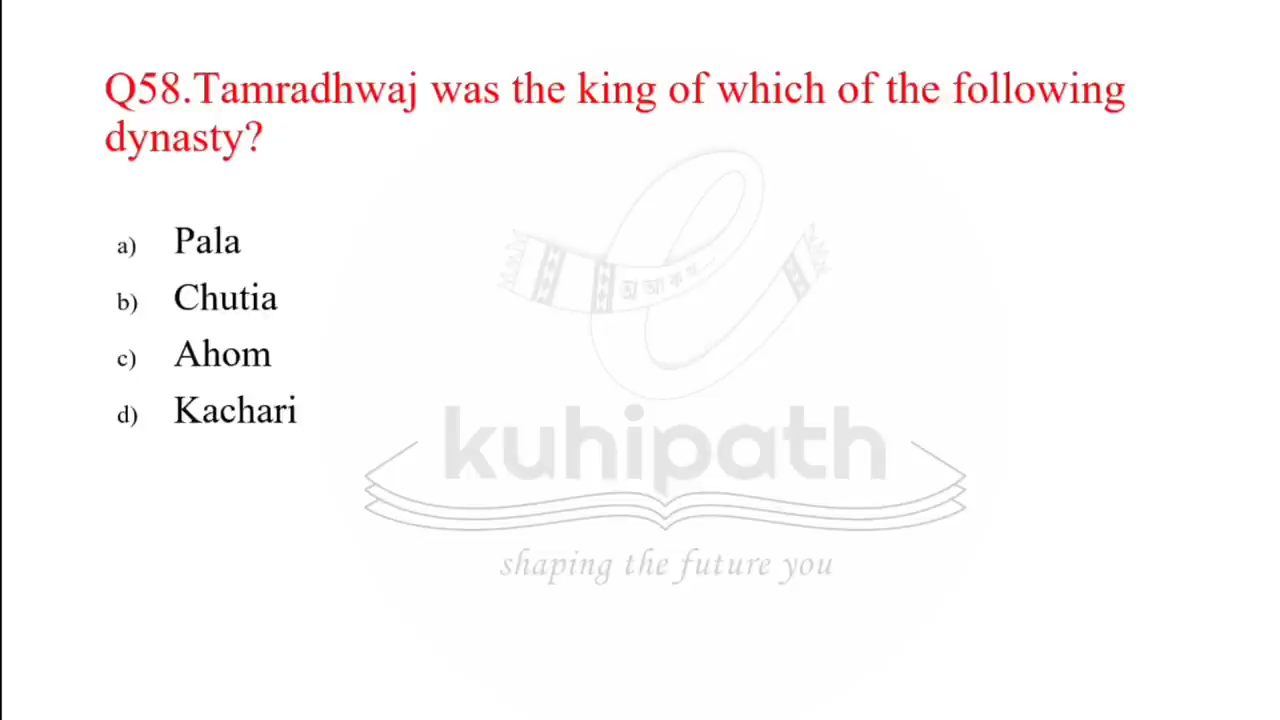 Q58.Tamradhwaj was the king of which of the following
dynasty?
a) Pala
b) Chutia
c) Ahom
d) Kachari
অ আ ক খ...
kuhipath
shaping the future you